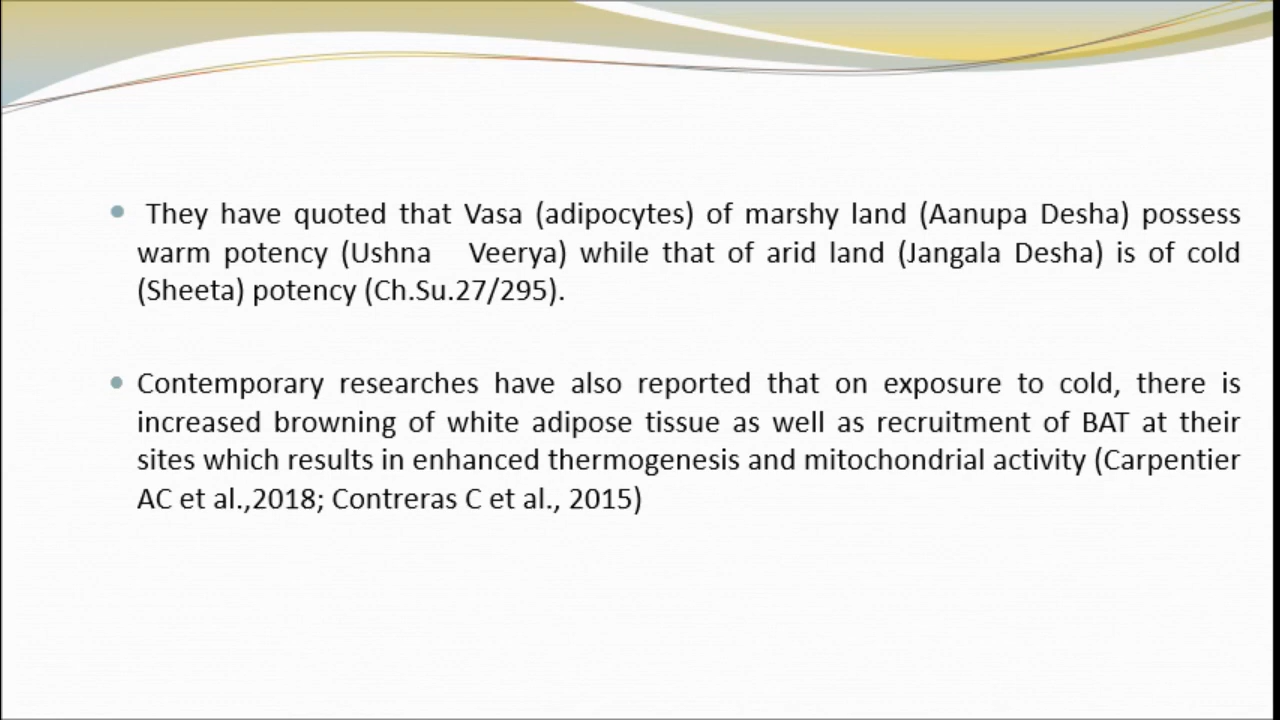 They have quoted that Vasa (adipocytes) of marshy land (Aanupa Desha) possess
warm potency (Ushna Veerya) while that of arid land (Jangala Desha) is of cold
(Sheeta) potency (Ch.Su.27/295).
Contemporary researches have also reported that on exposure to cold, there is
increased browning of white adipose tissue as well as recruitment of BAT at their
sites which results in enhanced thermogenesis and mitochondrial activity (Carpentier
AC et al.,2018; Contreras C et al., 2015)